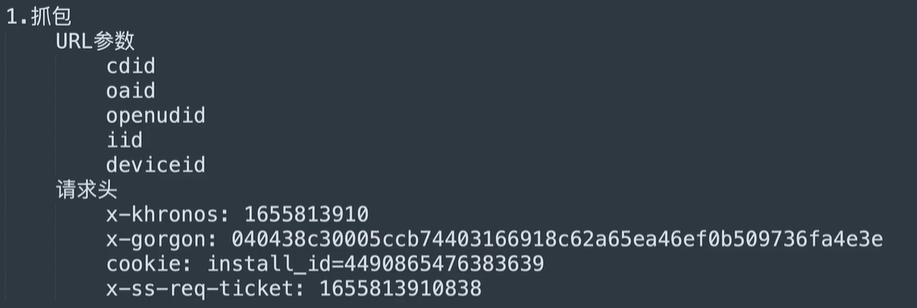 1.抓包
URL参数
cdid
oaid
openudid
iid
deviceid
请求头
x-khronos: 1655813910
x-gorgon: 040438c30005ccb74403166918c62a65ea46ef0b509736fa4e3e
cookie: install_id=4490865476383639
x-ss-req-ticket: 1655813910838